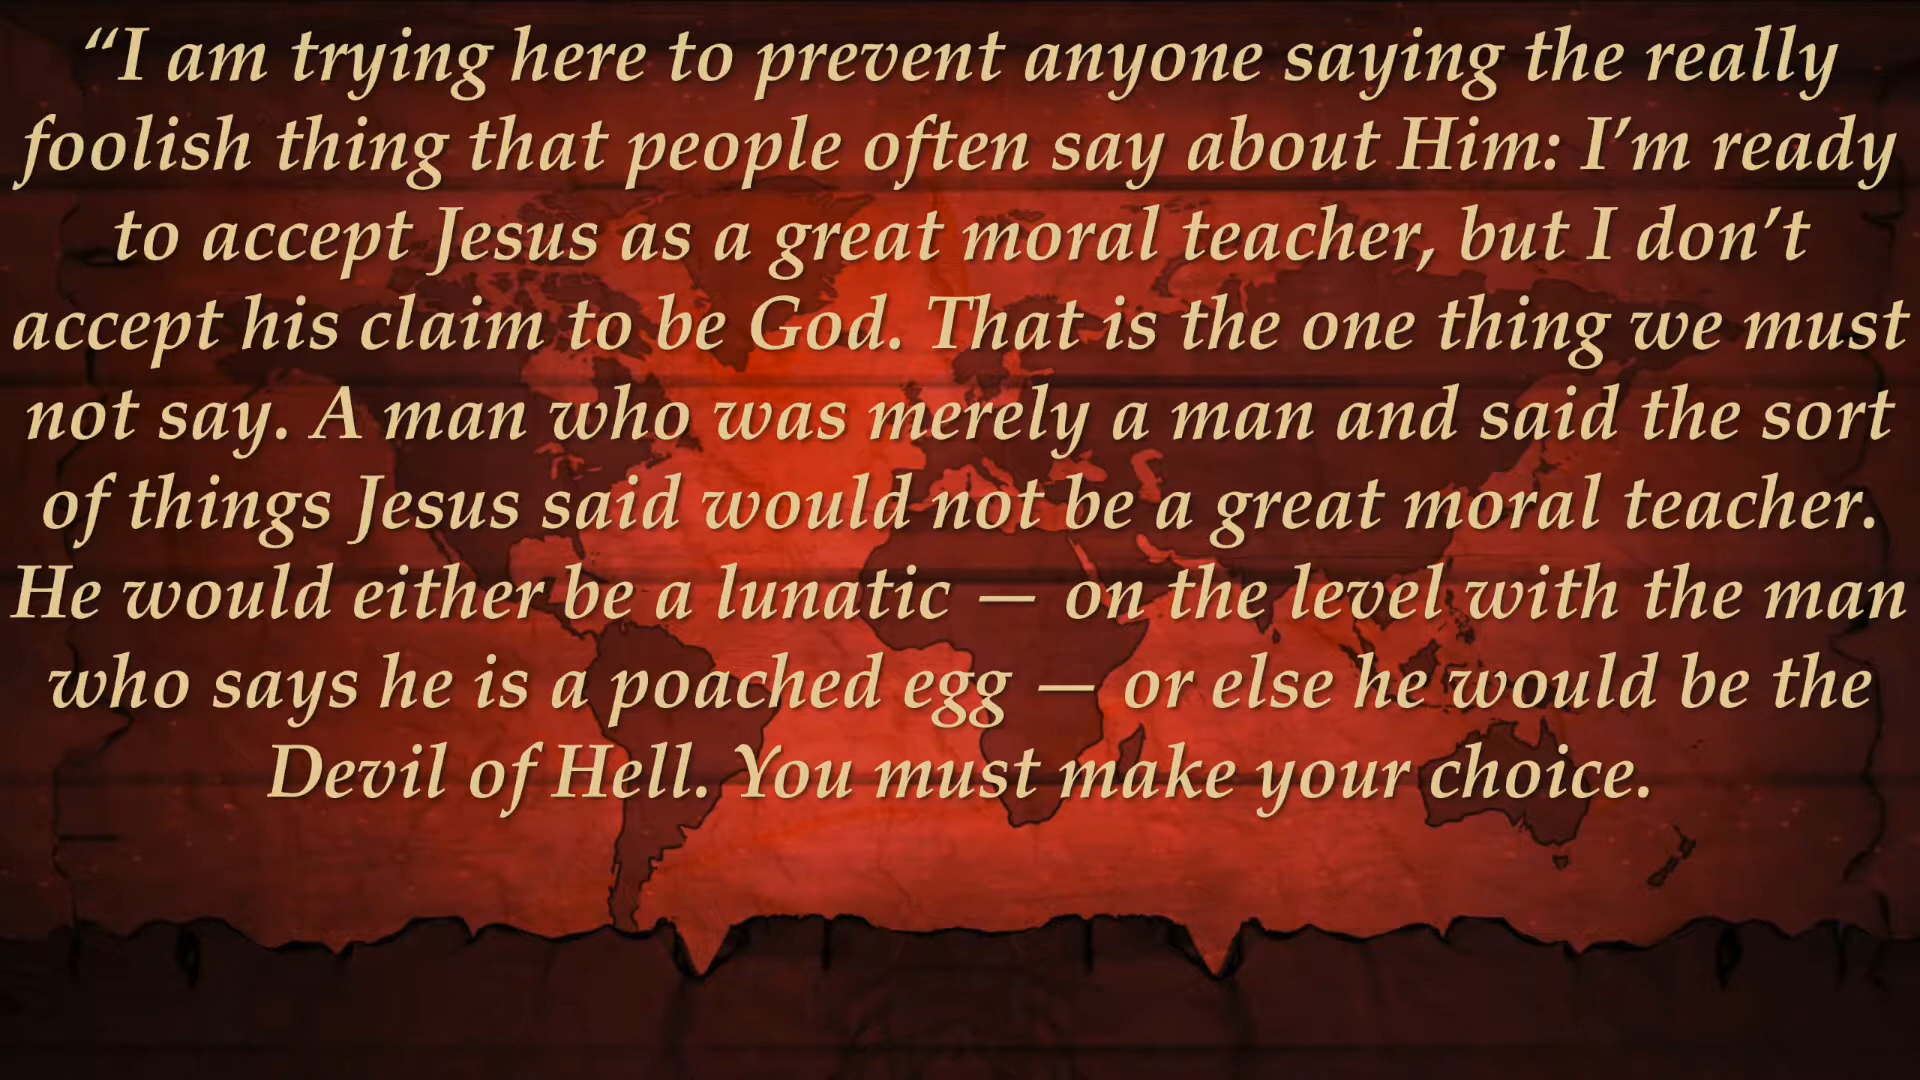 “I am trying here to prevent anyone saying the really
foolish thing that people often say about Him: I’m ready
to accept Jesus as a great moral teacher, but I don’t
accept his claim to be God. That is the one thing we must
not say. A man who was merely a man and said the sort
of things Jesus said would not be a great moral teacher.
He would either be a lunatic — on the level with the man
who says he is a poached egg — or else he would be the
Devil of Hell. You must make your choice.